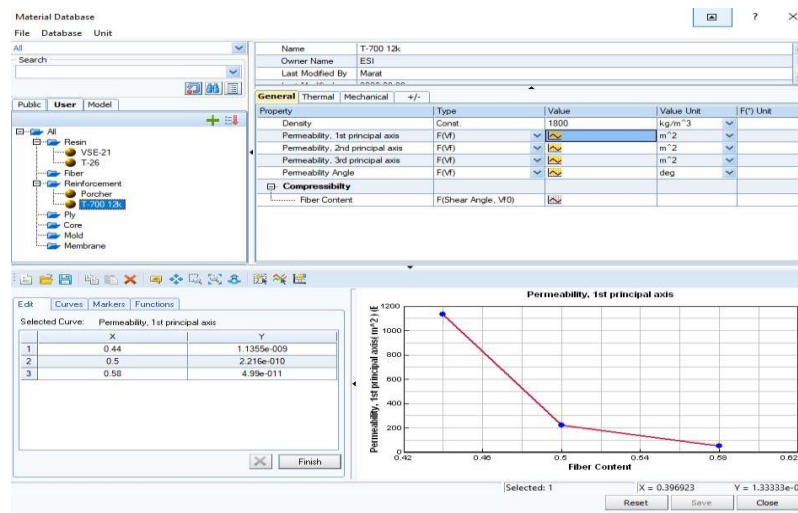 Material Database
? ×
File Database Unit
All
Search
Public User Model
All
Resin
VSE-21
T-26
Fiber
Reinforcement
Porcher
T-700 12k
Ply
Core
Mold
Membrane
Name T-700 12k
Owner Name ESI
Last Modified By Marat
General Thermal Mechanical +/-
Property Type Value Value Unit F(*) Unit
Density Const. 1800 kg/m^3
Permeability, 1st principal axis F(Vf) m^2
Permeability, 2nd principal axis F(Vf) m^2
Permeability, 3rd principal axis F(Vf) m^2
Permeability Angle F(Vf) deg
Compressibilty
Fiber Content F(Shear Angle, Vf0)
Edit Curves Markers Functions
Selected Curve: Permeability, 1st principal axis
X Y
1 0.44 1.1355e-009
2 0.5 2.216e-010
3 0.58 4.99e-011
Finish
Permeability, 1st principal axis
Permeability, 1st principal axis(m^2) (E
1200
1000
800
600
400
200
0.42 0.46 0.5 0.54 0.58 0.62
Fiber Content
Selected: 1 X = 0.396923 Y = 1.33333e-0
Reset Save Close